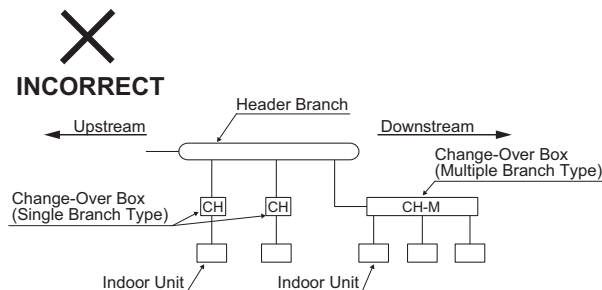 INCORRECT
Header Branch
Upstream
Downstream
Change-Over Box
(Multiple Branch Type)
Change-Over Box
(Single Branch Type)
CH
CH
CH-M
Indoor Unit
Indoor Unit